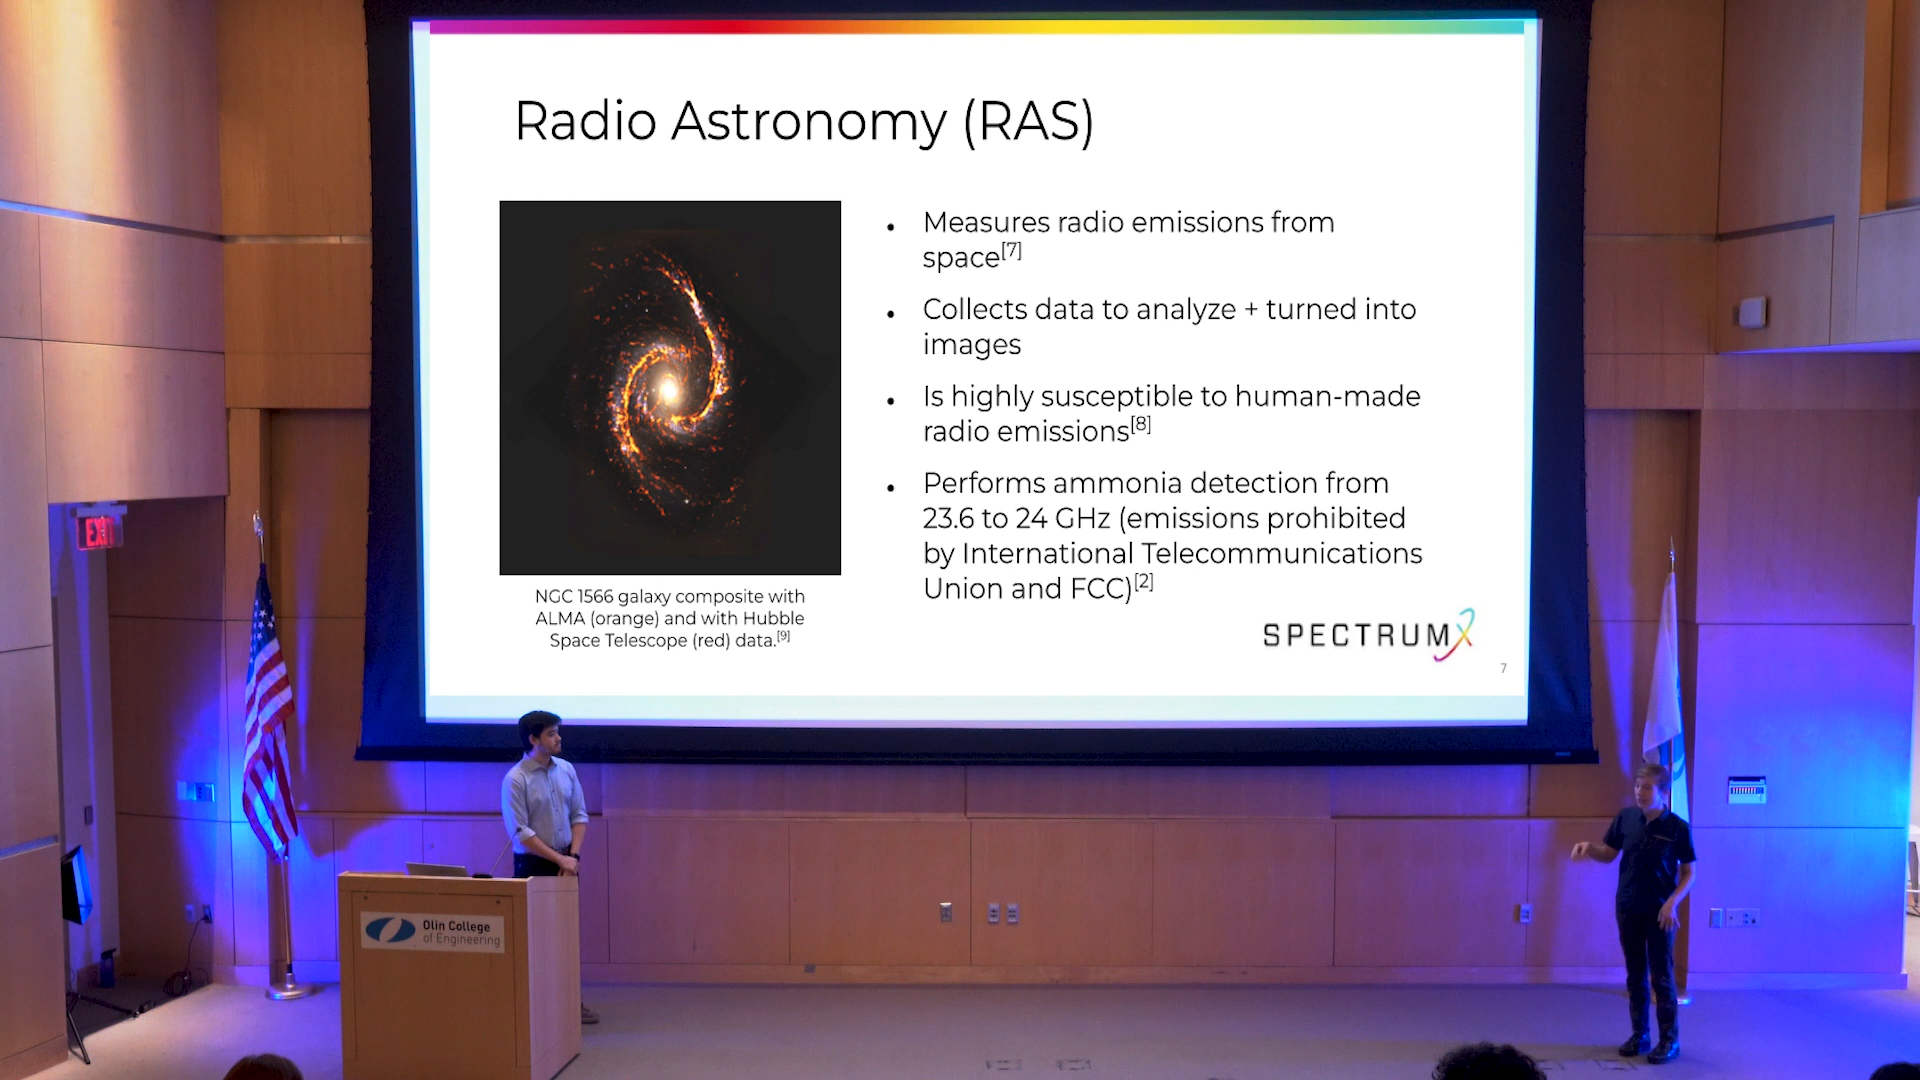 Radio Astronomy (RAS)
• Measures radio emissions from
space[7]
• Collects data to analyze + turned into
images
• Is highly susceptible to human-made
radio emissions[8]
• Performs ammonia detection from
23.6 to 24 GHz (emissions prohibited
by International Telecommunications
Union and FCC)[2]
NGC 1566 galaxy composite with
ALMA (orange) and with Hubble
Space Telescope (red) data.[9]
SPECTRUMX
7
EXIT
Olin College
of Engineering